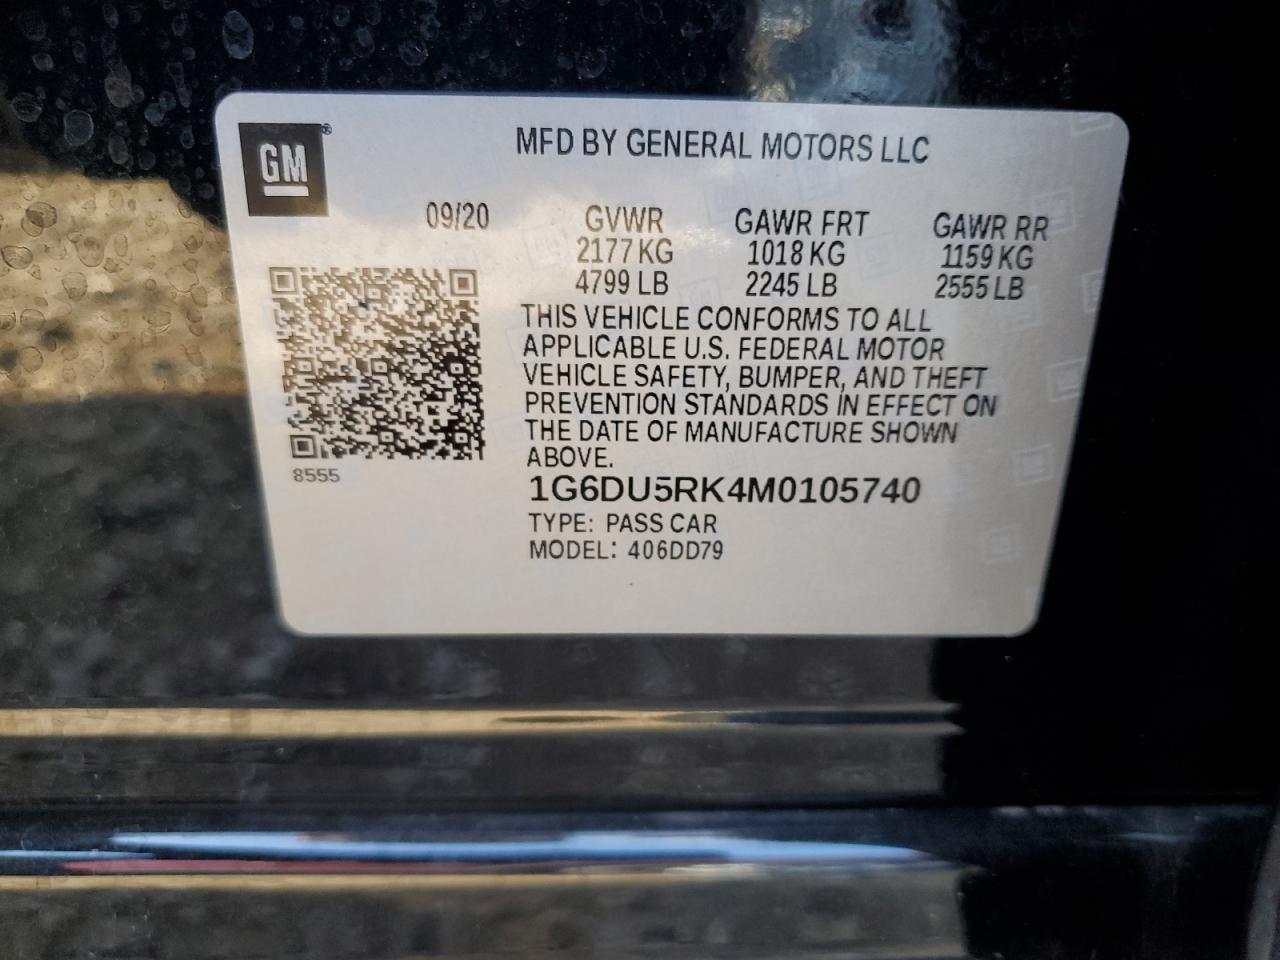 GM®
MFD BY GENERAL MOTORS LLC
09/20
GVWR GAWR FRT GAWR RR
2177 KG 1018 KG 1159 KG
4799 LB 2245 LB 2555 LB
THIS VEHICLE CONFORMS TO ALL
APPLICABLE U.S. FEDERAL MOTOR
VEHICLE SAFETY, BUMPER, AND THEFT
PREVENTION STANDARDS IN EFFECT ON
THE DATE OF MANUFACTURE SHOWN
ABOVE.
8555
1G6DU5RK4M0105740
TYPE: PASS CAR
MODEL: 406DD79